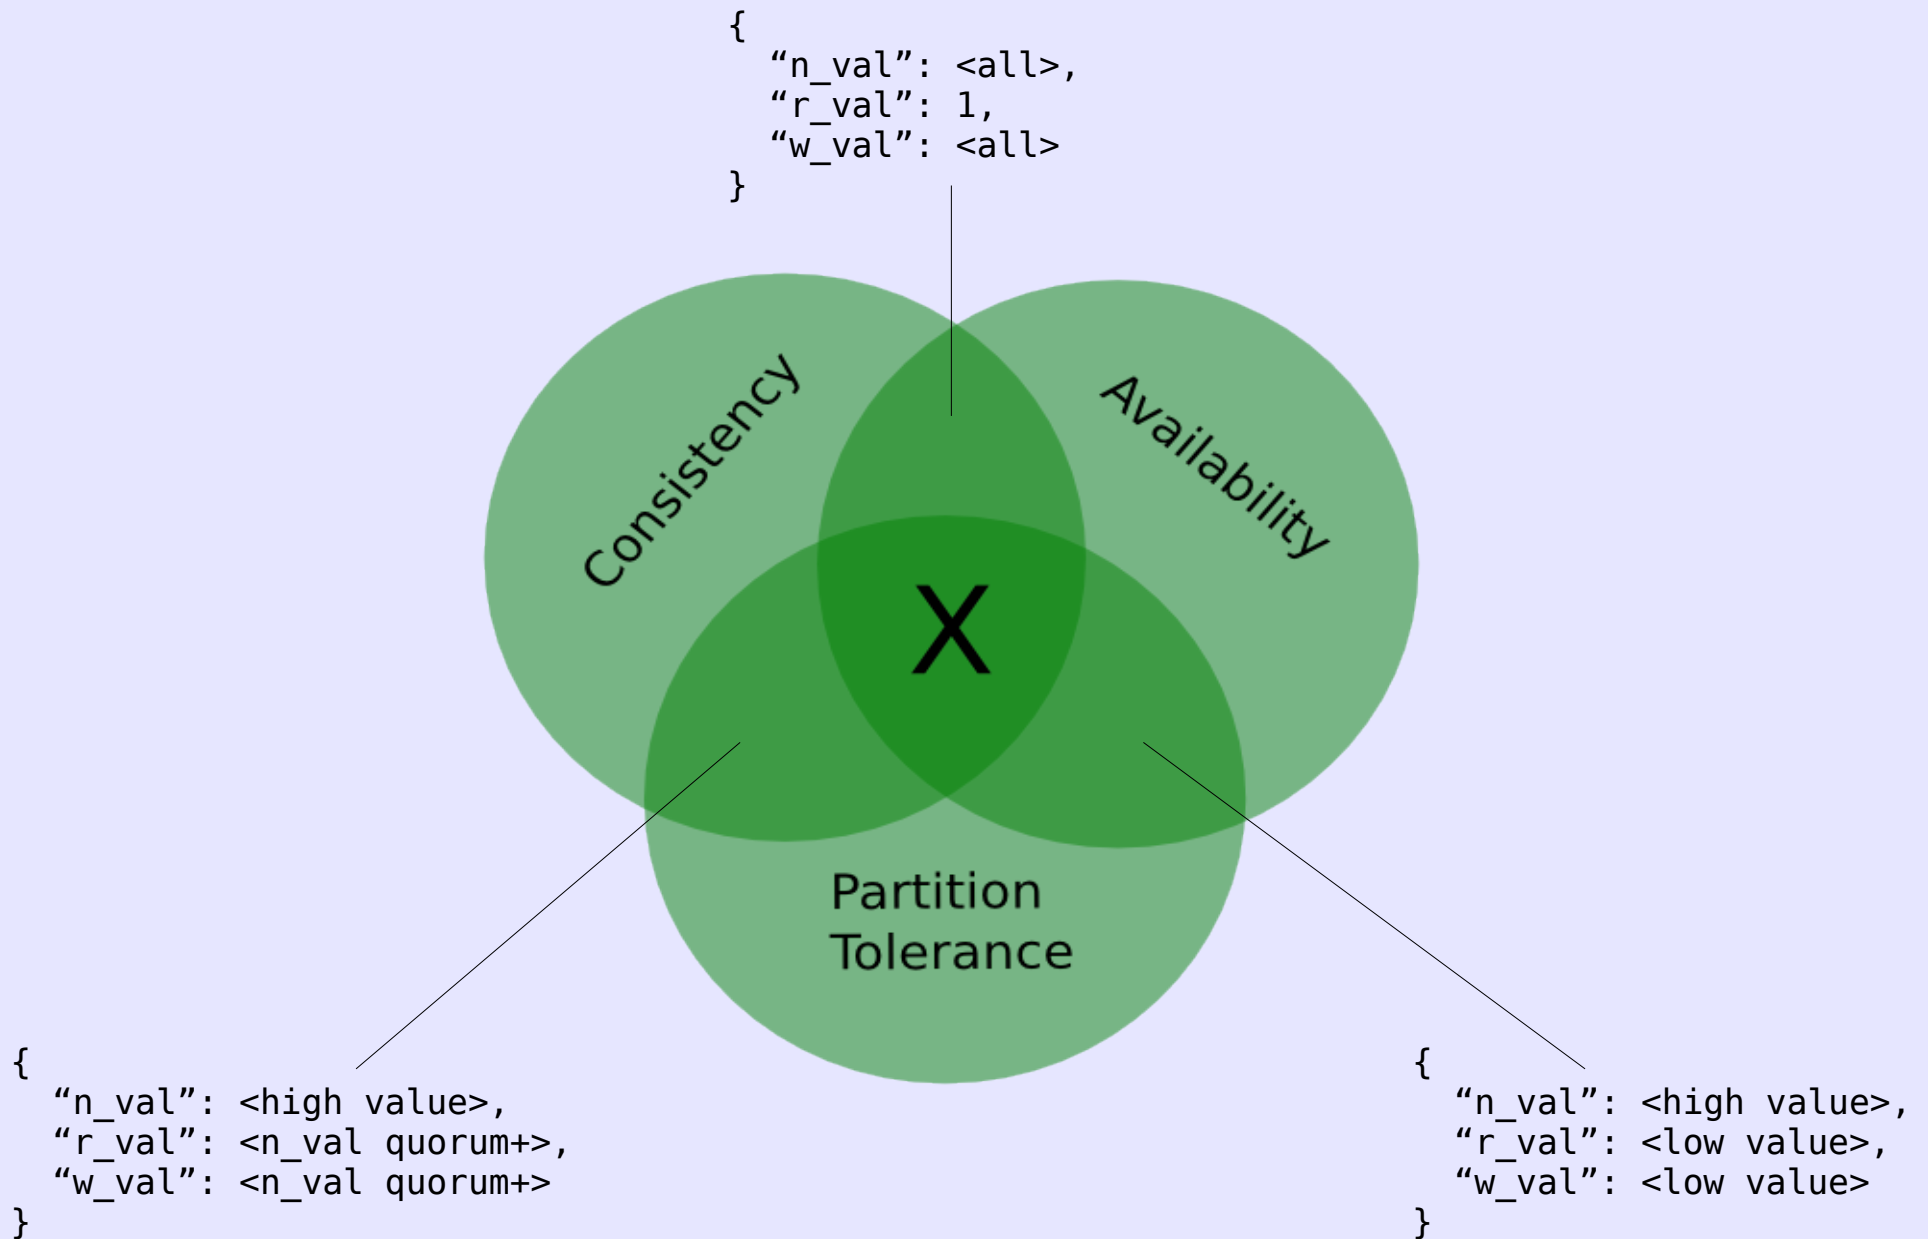 {
  “n_val”: <all>,
  “r_val”: 1,
  “w_val”: <all>
}
Consistency
Availability
X
Partition
Tolerance
{
  “n_val”: <high value>,
  “r_val”: <n_val quorum+>,
  “w_val”: <n_val quorum+>
}
{
  “n_val”: <high value>,
  “r_val”: <low value>,
  “w_val”: <low value>
}